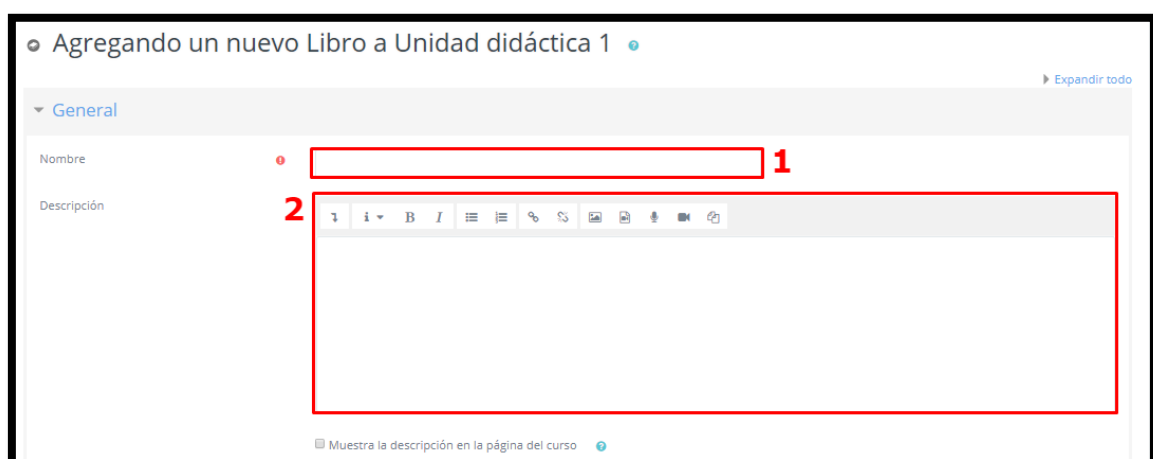 Agregando un nuevo Libro a Unidad didáctica 1
Expandir todo
General
Nombre
1
Descripción
2
i B I
Muestra la descripción en la página del curso